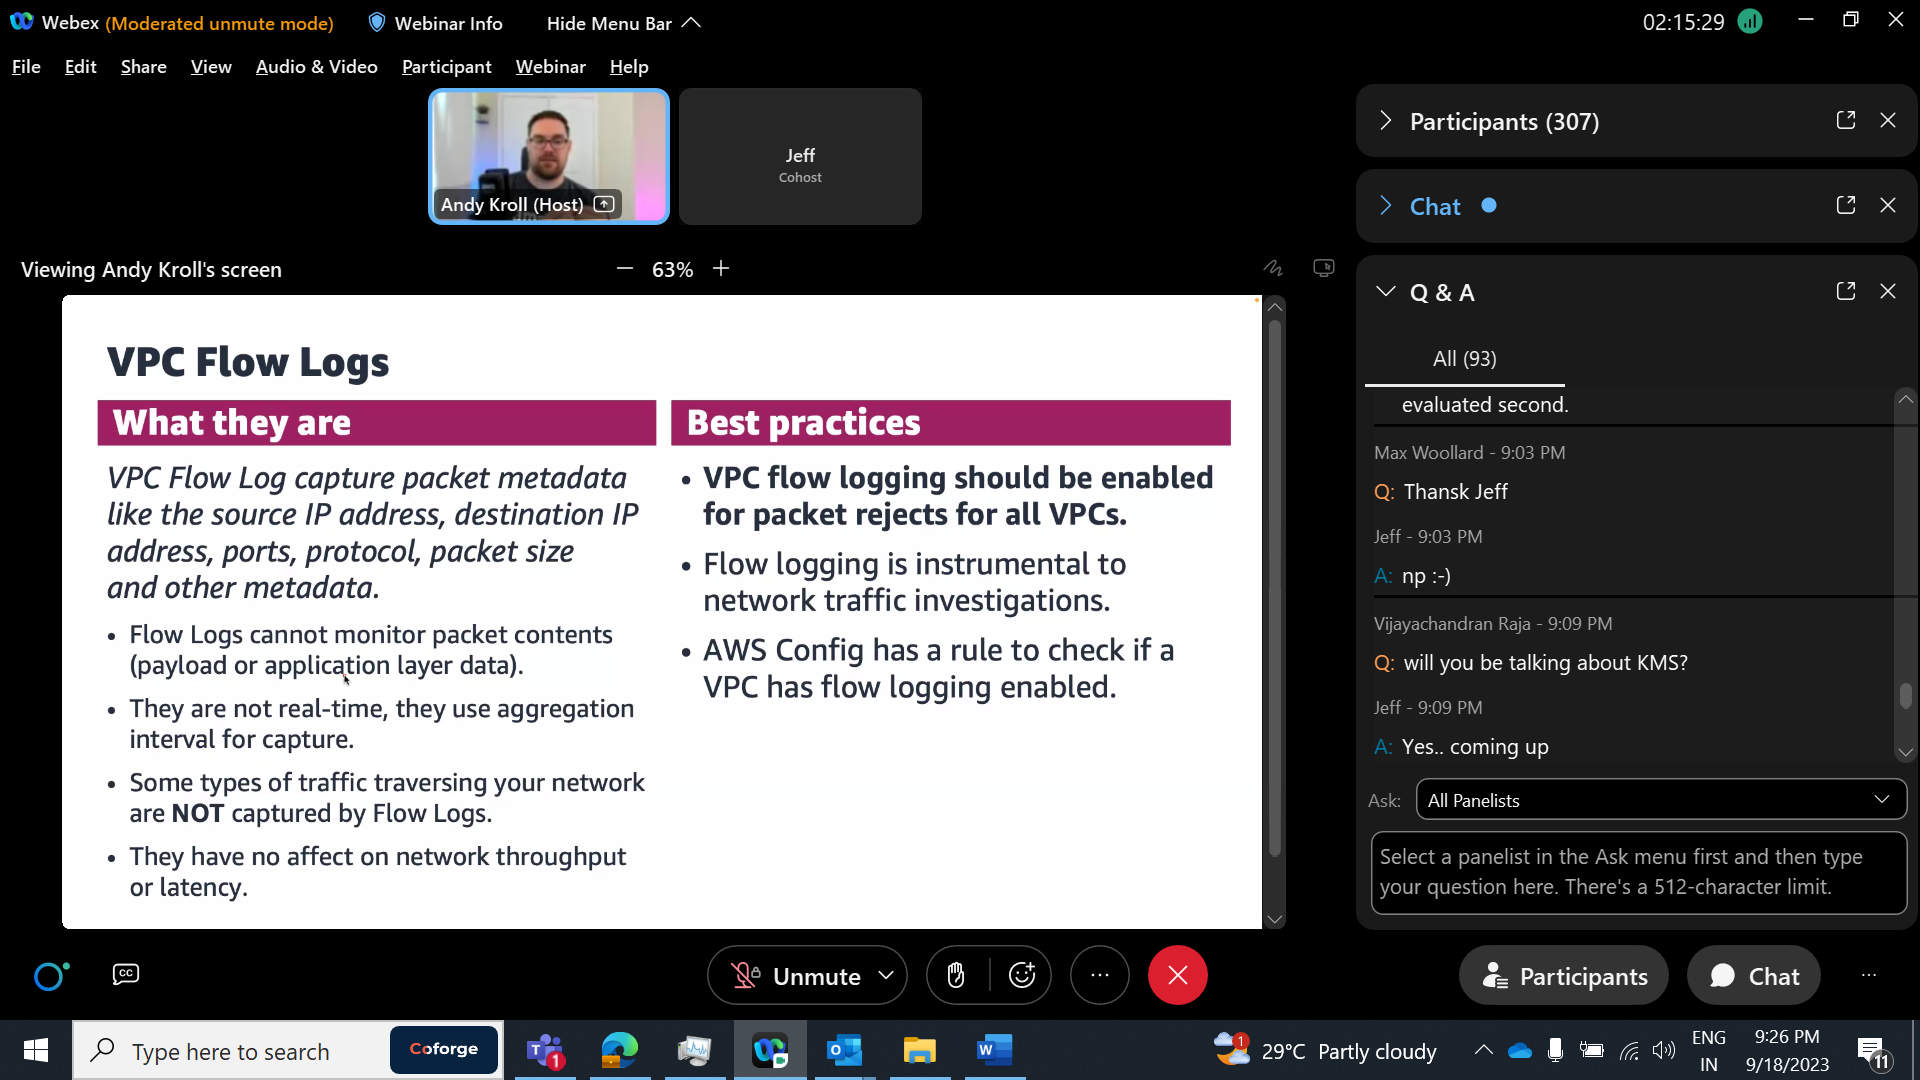 Webex (Moderated unmute mode)
Webinar Info
Hide Menu Bar
02:15:29
File Edit Share View Audio & Video Participant Webinar Help
Andy Kroll (Host)
Jeff
Cohost
Viewing Andy Kroll's screen
63%
VPC Flow Logs
What they are
VPC Flow Log capture packet metadata
like the source IP address, destination IP
address, ports, protocol, packet size
and other metadata.
• Flow Logs cannot monitor packet contents
(payload or application layer data).
• They are not real-time, they use aggregation
interval for capture.
• Some types of traffic traversing your network
are NOT captured by Flow Logs.
• They have no affect on network throughput
or latency.
Best practices
• VPC flow logging should be enabled
for packet rejects for all VPCs.
• Flow logging is instrumental to
network traffic investigations.
• AWS Config has a rule to check if a
VPC has flow logging enabled.
Participants (307)
Chat
Q & A
All (93)
evaluated second.
Max Woollard - 9:03 PM
Q: Thansk Jeff
Jeff - 9:03 PM
A: np :-)
Vijayachandran Raja - 9:09 PM
Q: will you be talking about KMS?
Jeff - 9:09 PM
A: Yes.. coming up
Ask: All Panelists
Select a panelist in the Ask menu first and then type
your question here. There's a 512-character limit.
CC
Unmute
Participants
Chat
Type here to search
Coforge
1
W
1
29°C Partly cloudy
ENG
IN
9:26 PM
9/18/2023
11